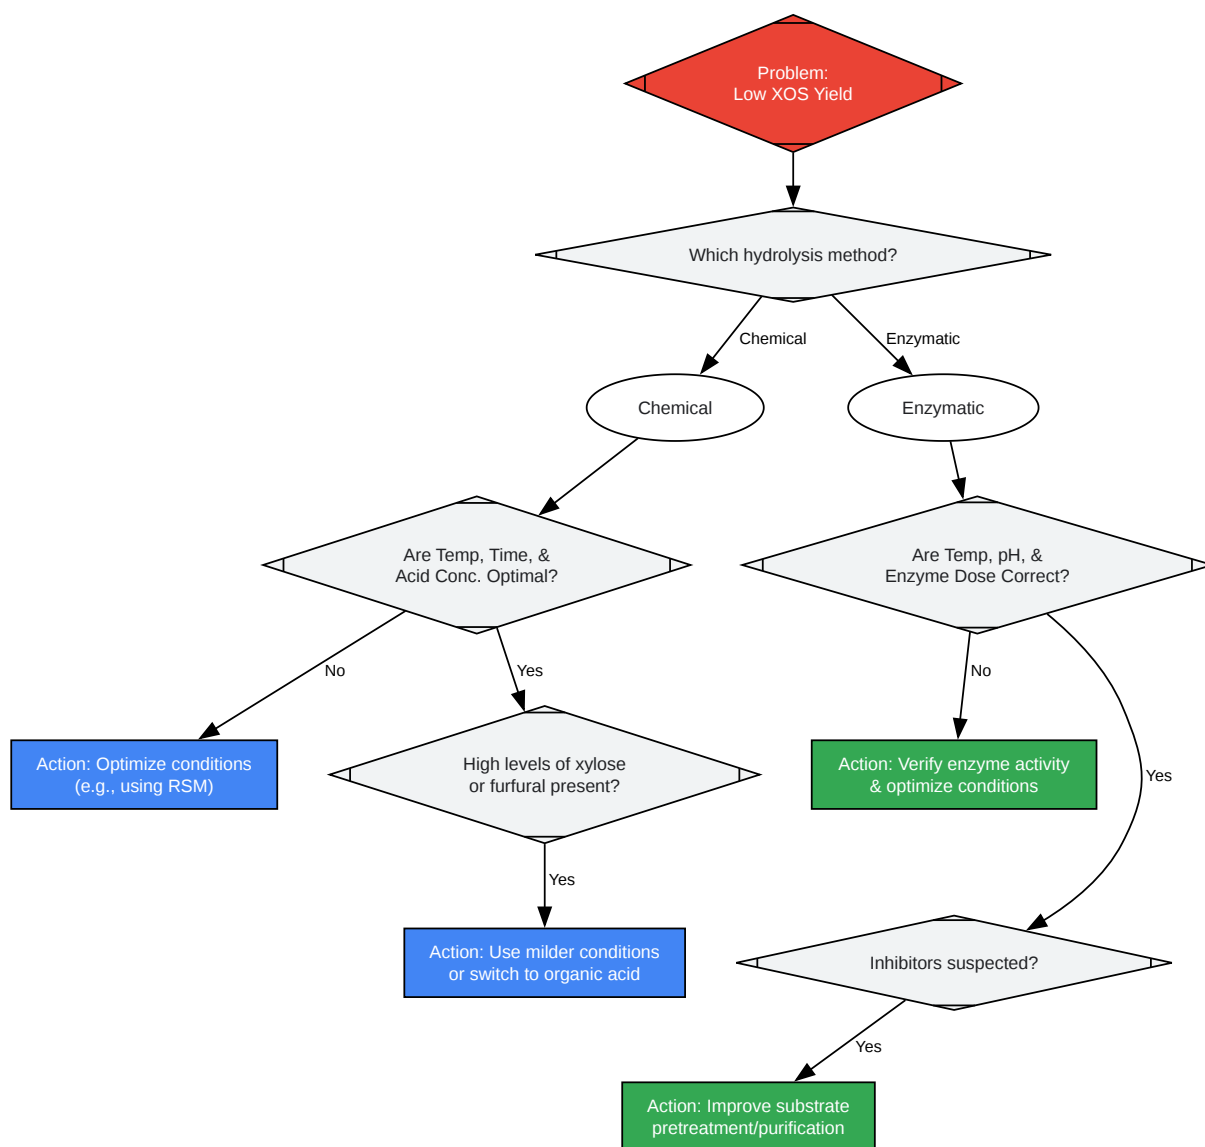 Problem:
Low XOS Yield
Which hydrolysis method?
Chemical
Enzymatic
Chemical
Enzymatic
Are Temp, Time, &
Acid Conc. Optimal?
Are Temp, pH, &
Enzyme Dose Correct?
No
Yes
No
Yes
Action: Optimize conditions
(e.g., using RSM)
High levels of xylose
or furfural present?
Action: Verify enzyme activity
& optimize conditions
Yes
Action: Use milder conditions
or switch to organic acid
Inhibitors suspected?
Yes
Action: Improve substrate
pretreatment/purification